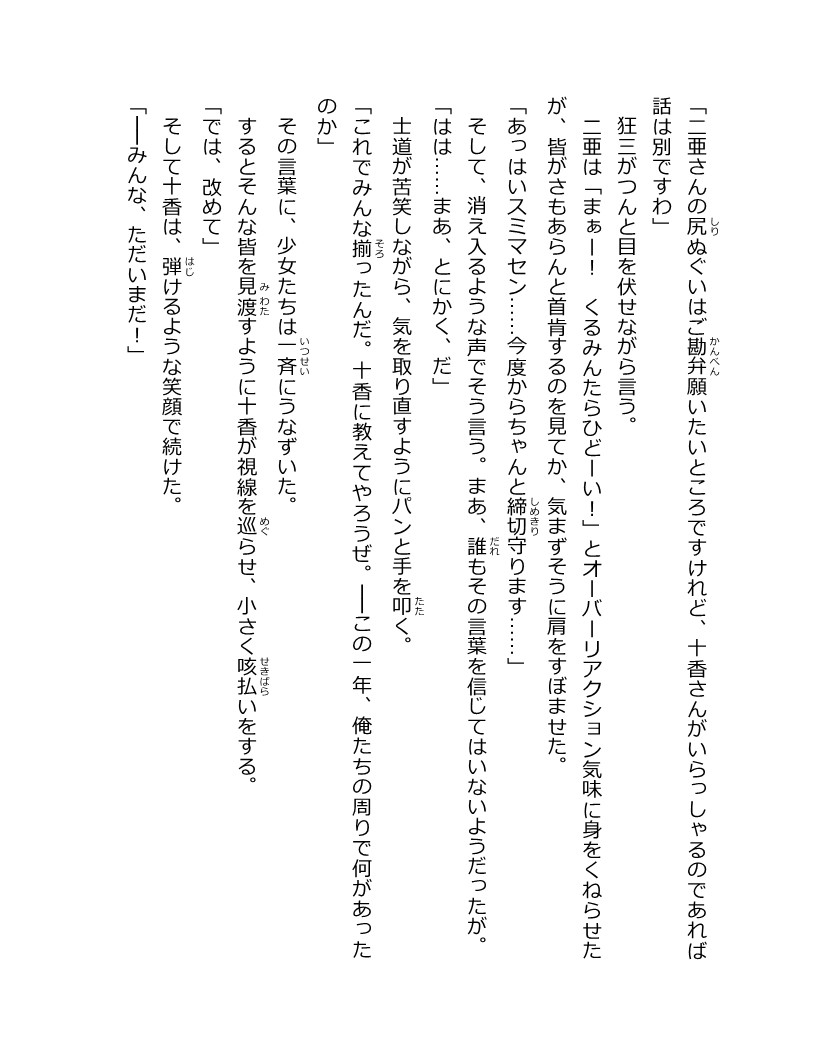 「二亜さんの尻ぬぐいはご勘弁願いたいところですけれど、十香さんがいらっしゃるのであれば
話は別ですわ」
　狂三がつんと目を伏せながら言う。
　二亜は「まぁー！　くるみんたらひどーい！」とオーバーリアクション気味に身をくねらせた
が、皆がさもあらんと首肯するのを見てか、気まずそうに肩をすぼませた。
「あっはいスミマセン……今度からちゃんと締切守ります……」
　そして、消え入るような声でそう言う。まあ、誰もその言葉を信じてはいないようだったが。
「はは……まあ、とにかく、だ」
　士道が苦笑しながら、気を取り直すようにパンと手を叩く。
「これでみんな揃ったんだ。十香に教えてやろうぜ。――この一年、俺たちの周りで何があった
のか」
　その言葉に、少女たちは一斉にうなずいた。
　するとそんな皆を見渡すように十香が視線を巡らせ、小さく咳払いをする。
「では、改めて」
　そして十香は、弾けるような笑顔で続けた。
「――みんな、ただいまだ！」